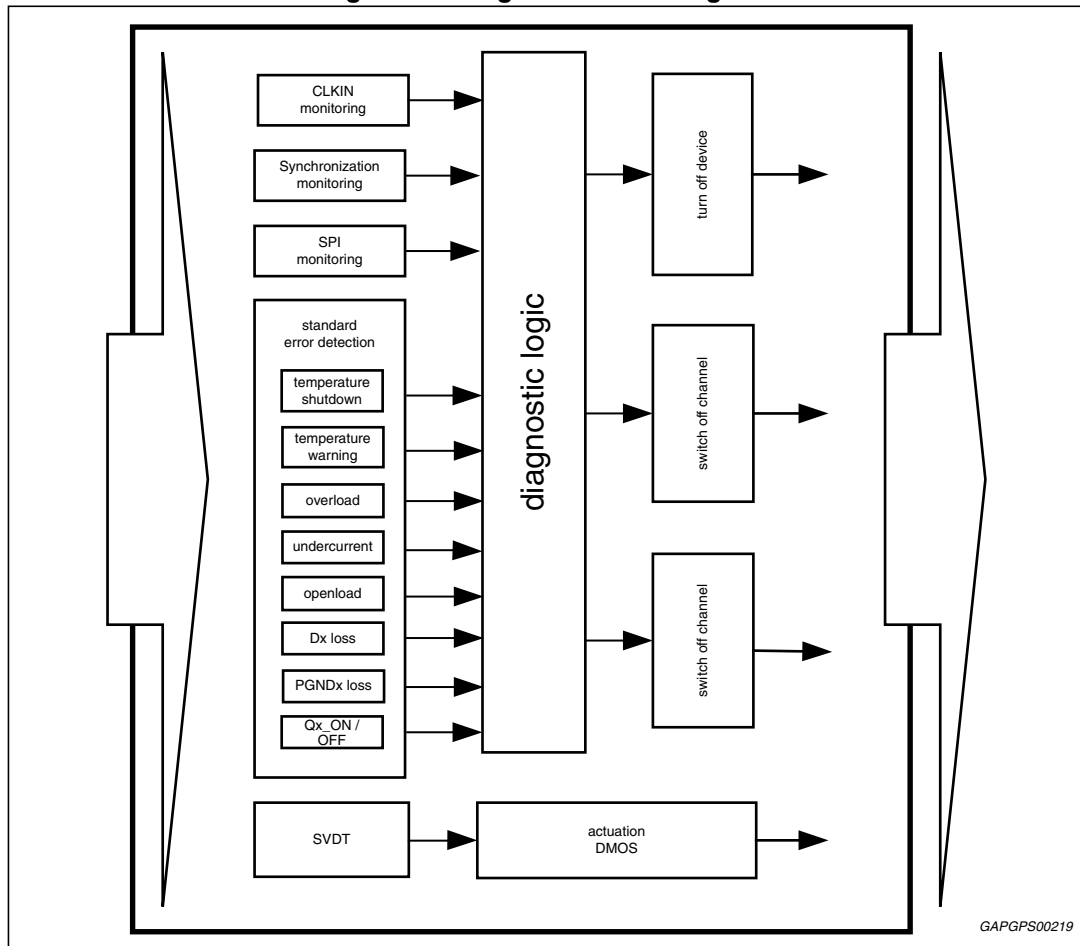 CLKIN
monitoring
Synchronization
monitoring
SPI
monitoring
standard
error detection
temperature
shutdown
temperature
warning
overload
undercurrent
openload
Dx loss
PGNDx loss
Qx_ON /
OFF
SVDT
diagnostic logic
actuation
DMOS
turn off device
switch off channel
switch off channel
GAPGPS00219